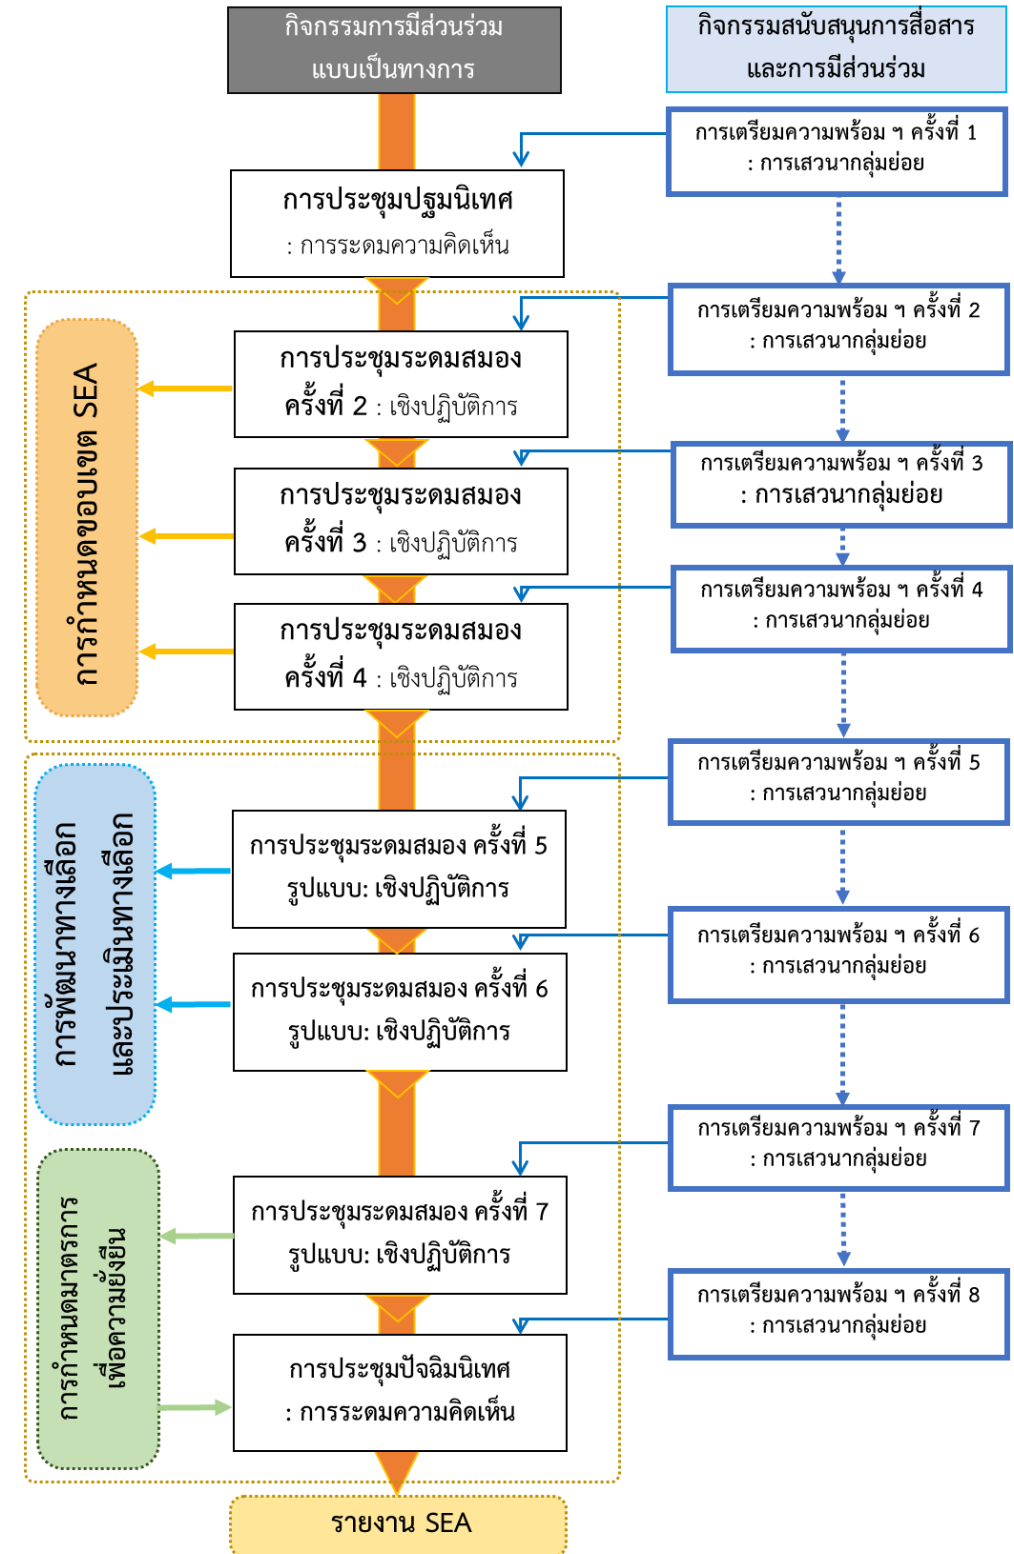 กิจกรรมการมีส่วนร่วม
แบบเป็นทางการ
กิจกรรมสนับสนุนการสื่อสาร
และการมีส่วนร่วม
การเตรียมความพร้อม ฯ ครั้งที่ 1
: การเสวนากลุ่มย่อย
การประชุมปฐมนิเทศ
: การระดมความคิดเห็น
การเตรียมความพร้อม ฯ ครั้งที่ 2
: การเสวนากลุ่มย่อย
การกำหนดขอบเขต SEA
การประชุมระดมสมอง
ครั้งที่ 2 : เชิงปฏิบัติการ
การเตรียมความพร้อม ฯ ครั้งที่ 3
: การเสวนากลุ่มย่อย
การประชุมระดมสมอง
ครั้งที่ 3 : เชิงปฏิบัติการ
การเตรียมความพร้อม ฯ ครั้งที่ 4
: การเสวนากลุ่มย่อย
การประชุมระดมสมอง
ครั้งที่ 4 : เชิงปฏิบัติการ
การเตรียมความพร้อม ฯ ครั้งที่ 5
: การเสวนากลุ่มย่อย
การพัฒนาทางเลือก
และประเมินทางเลือก
การประชุมระดมสมอง ครั้งที่ 5
รูปแบบ: เชิงปฏิบัติการ
การเตรียมความพร้อม ฯ ครั้งที่ 6
: การเสวนากลุ่มย่อย
การประชุมระดมสมอง ครั้งที่ 6
รูปแบบ: เชิงปฏิบัติการ
การเตรียมความพร้อม ฯ ครั้งที่ 7
: การเสวนากลุ่มย่อย
การกำหนดมาตรการ
เพื่อความยั่งยืน
การประชุมระดมสมอง ครั้งที่ 7
รูปแบบ: เชิงปฏิบัติการ
การเตรียมความพร้อม ฯ ครั้งที่ 8
: การเสวนากลุ่มย่อย
การประชุมปัจฉิมนิเทศ
: การระดมความคิดเห็น
รายงาน SEA